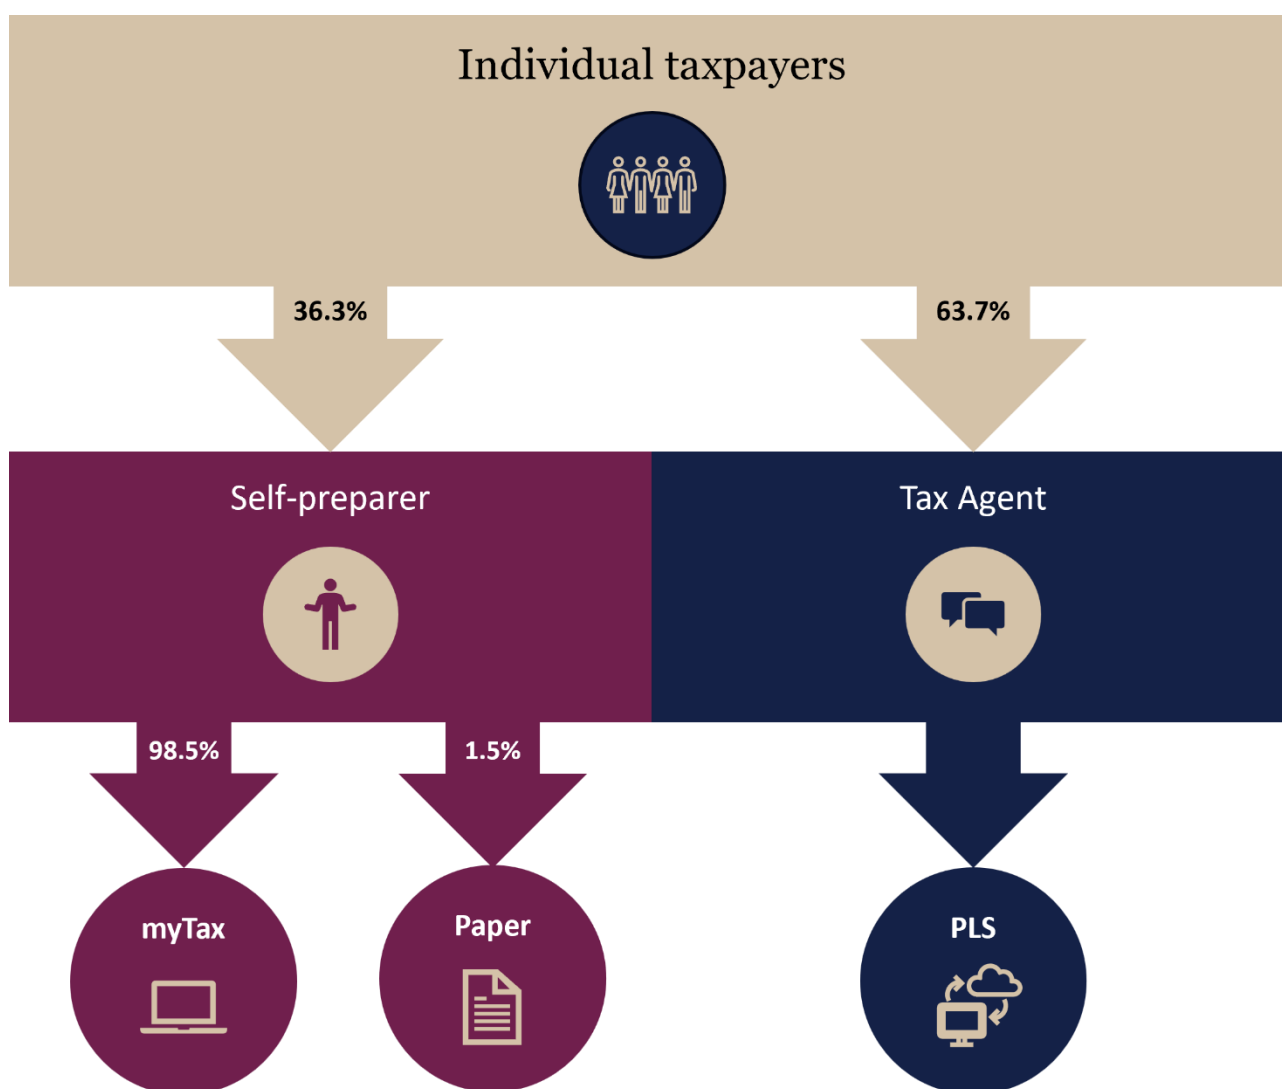 Individual taxpayers
36.3%
63.7%
Self-preparer
Tax Agent
98.5%
1.5%
myTax
Paper
PLS